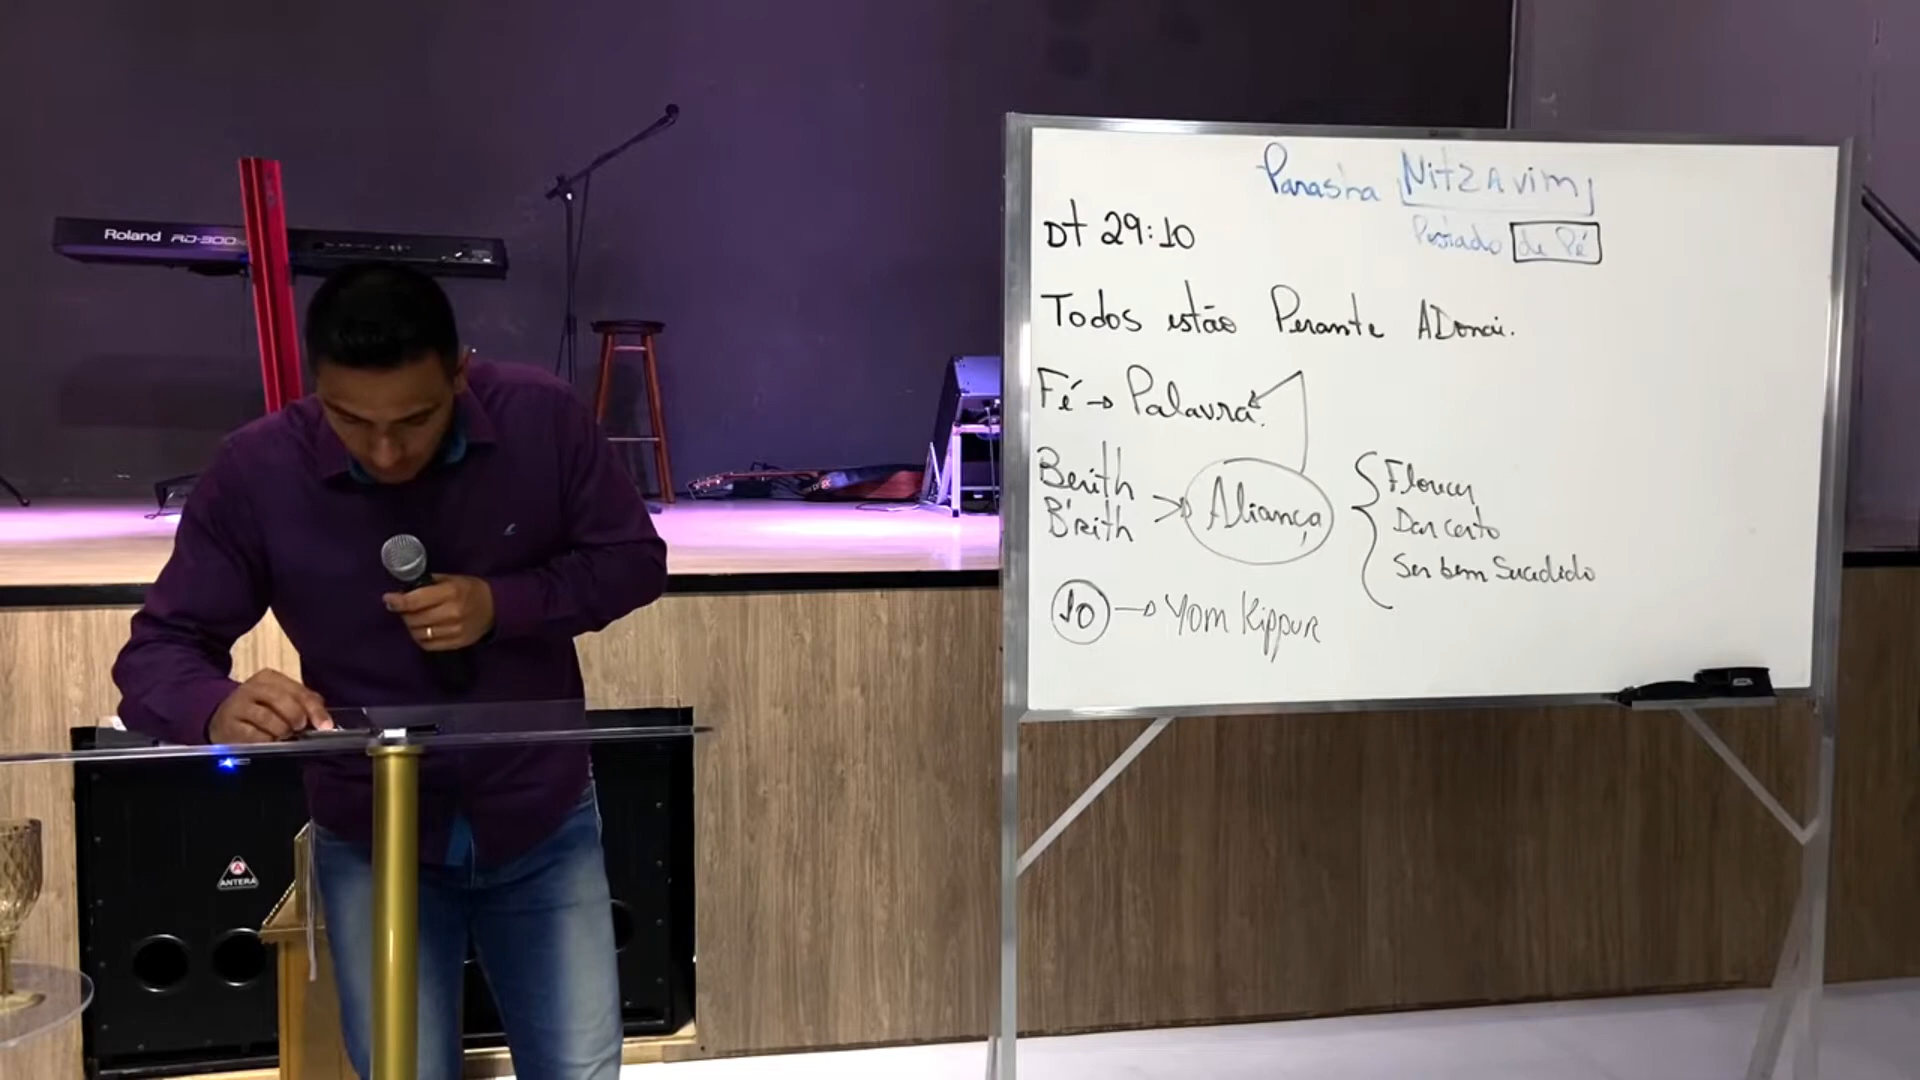 Roland RD-300
ANTERA
Parasha Nitzavim
Postado de Pé
Dt 29:10
Todos estão Perante ADonai.
Fé → Palavra.
Berith
B'rith
Aliança
Florecer
Dar certo
Ser bem Sucedido
10 → Yom Kippur